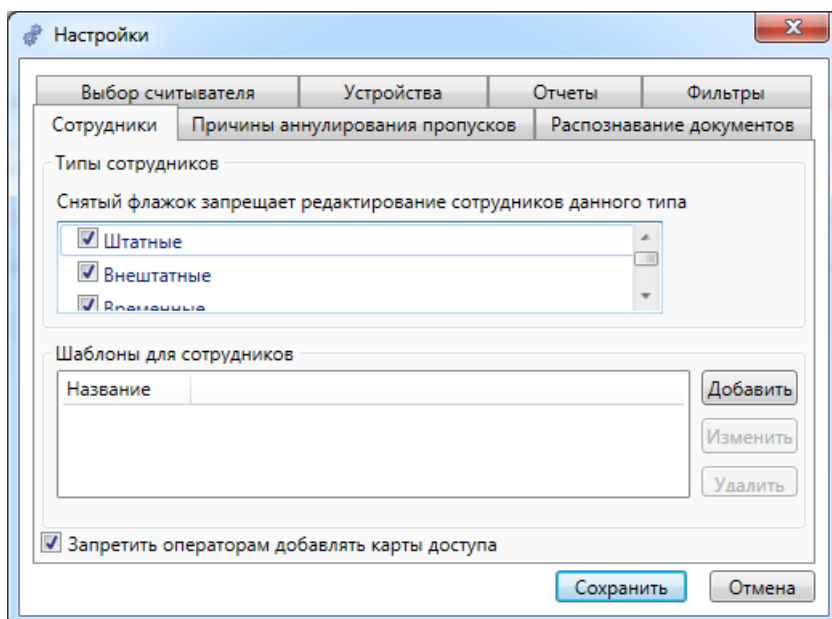 Настройки
Выбор считывателя Устройства Отчеты Фильтры
Сотрудники Причины аннулирования пропусков Распознавание документов
Типы сотрудников
Снятый флажок запрещает редактирование сотрудников данного типа
Штатные
Внештатные
Временные
Шаблоны для сотрудников
Название
Добавить
Изменить
Удалить
Запретить операторам добавлять карты доступа
Сохранить Отмена